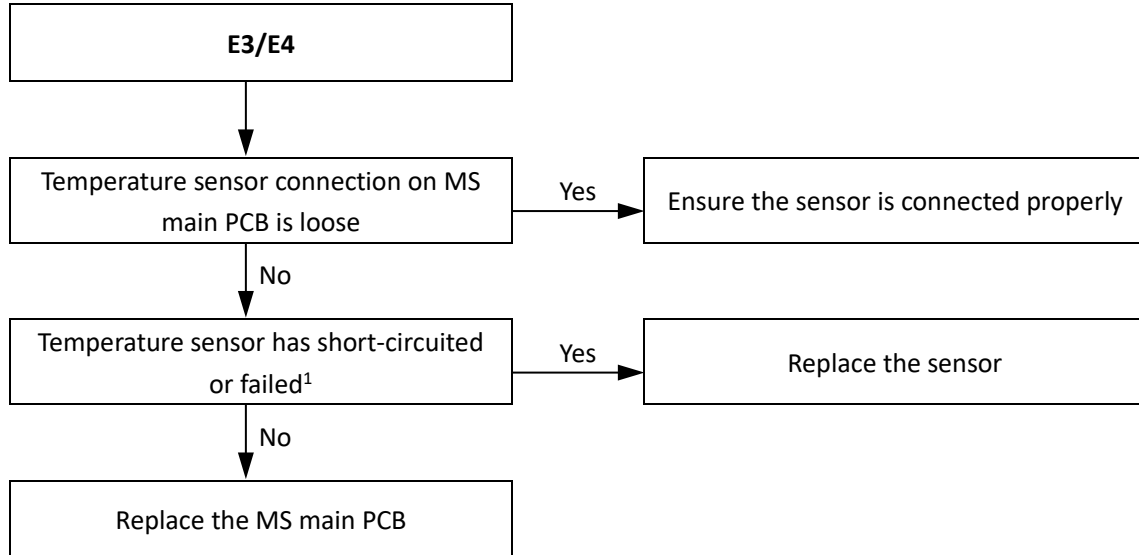 E3/E4
Temperature sensor connection on MS
main PCB is loose
Yes
Ensure the sensor is connected properly
No
Temperature sensor has short-circuited
or failed¹
Yes
Replace the sensor
No
Replace the MS main PCB